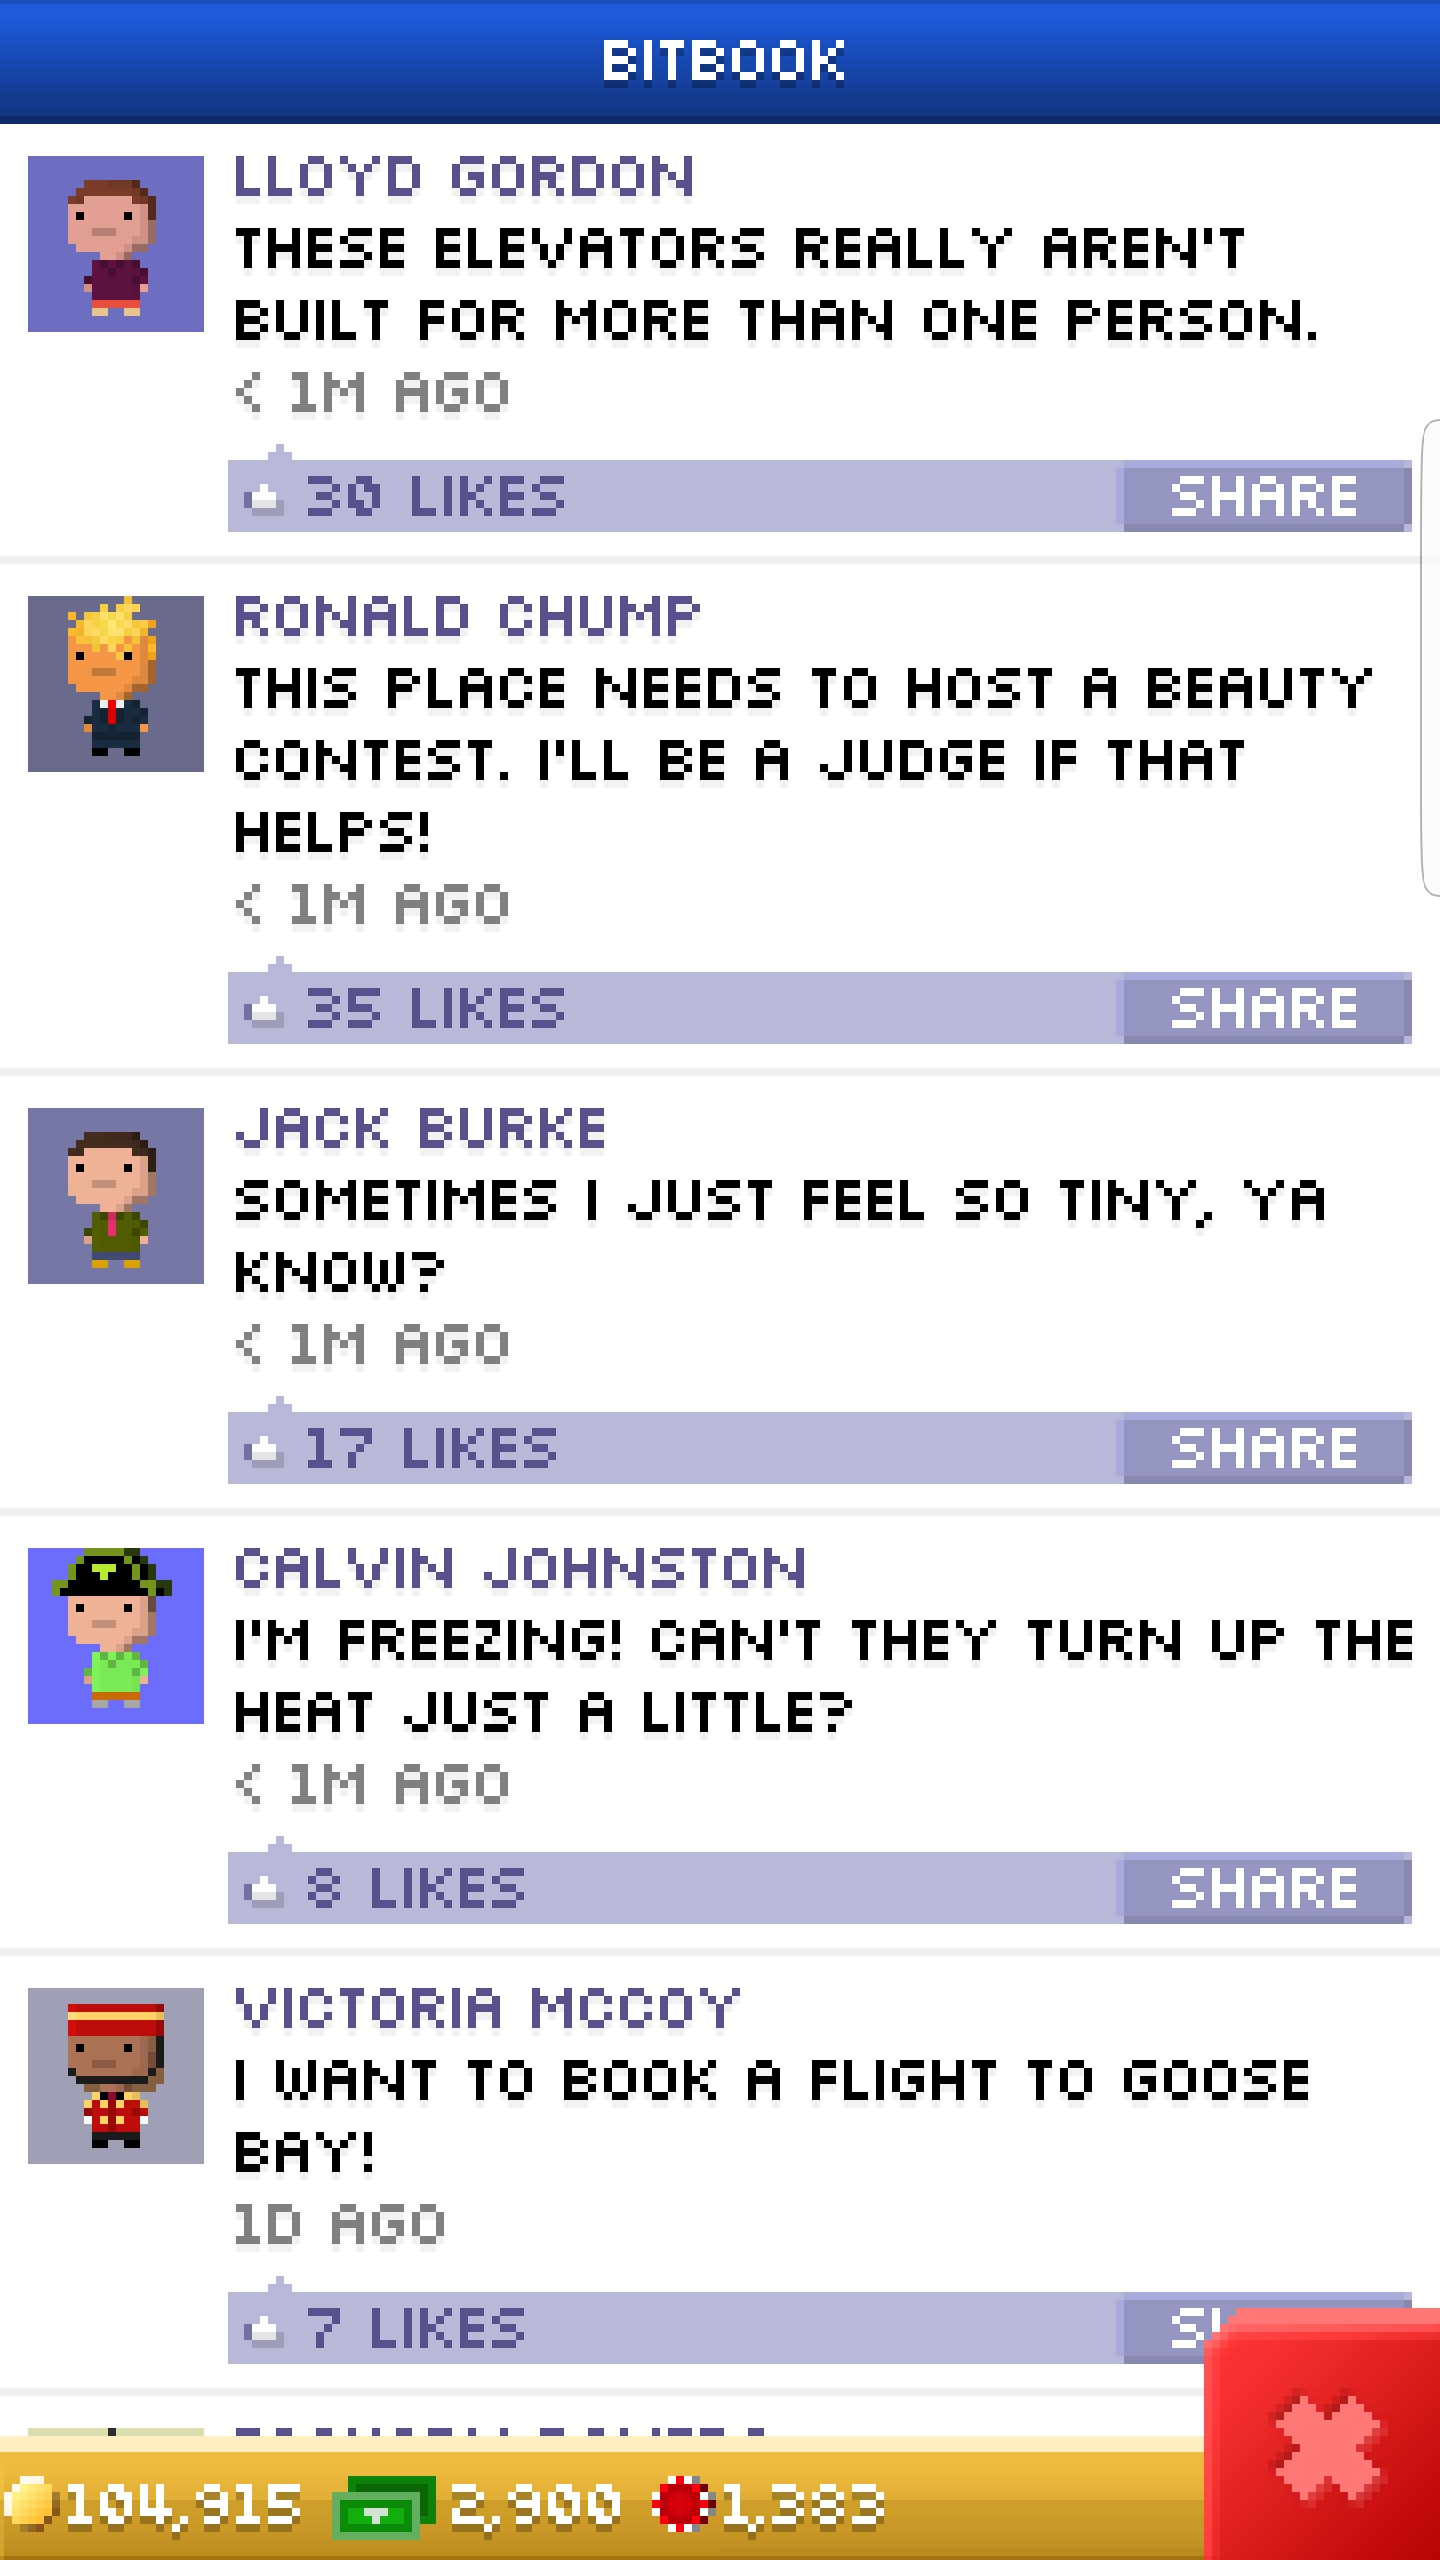 BITBOOK
LLOYD GORDON
THESE ELEVATORS REALLY AREN'T
BUILT FOR MORE THAN ONE PERSON.
< 1M AGO
30 LIKES
SHARE
RONALD CHUMP
THIS PLACE NEEDS TO HOST A BEAUTY
CONTEST. I'LL BE A JUDGE IF THAT
HELPS!
< 1M AGO
35 LIKES
SHARE
JACK BURKE
SOMETIMES I JUST FEEL SO TINY, YA
KNOW?
< 1M AGO
17 LIKES
SHARE
CALVIN JOHNSTON
I'M FREEZING! CAN'T THEY TURN UP THE
HEAT JUST A LITTLE?
< 1M AGO
8 LIKES
SHARE
VICTORIA MCCOY
I WANT TO BOOK A FLIGHT TO GOOSE
BAY!
1D AGO
7 LIKES
104,915 2,900 1,383